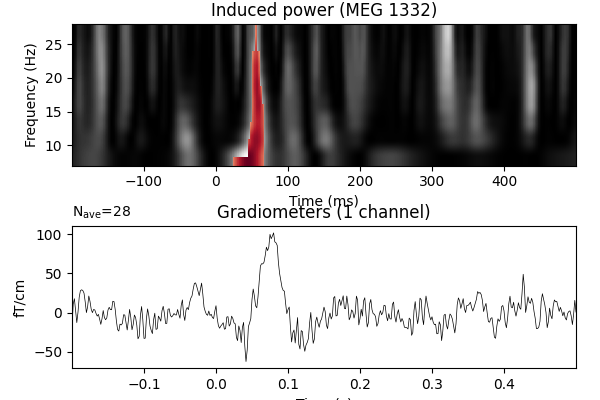 Induced power (MEG 1332)
Frequency (Hz)
25
20
15
10
−100 0 100 200 300 400
Time (ms)
Nave=28
Gradiometers (1 channel)
fT/cm
100
50
0
−50
−0.1 0.0 0.1 0.2 0.3 0.4